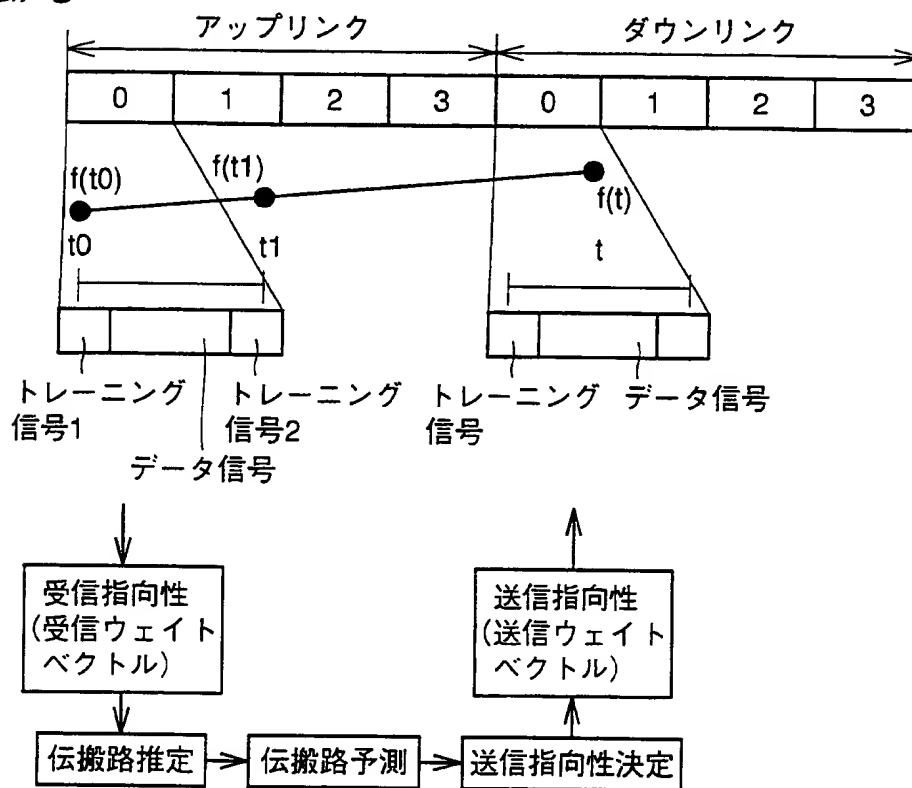 アップリンク
ダウンリンク
0 1 2 3 0 1 2 3
f(t0)
f(t1)
f(t)
t0
t1
t
トレーニング
信号1
データ信号
トレーニング
信号2
トレーニング
信号
データ信号
受信指向性
(受信ウェイト
ベクトル)
送信指向性
(送信ウェイト
ベクトル)
伝搬路推定
伝搬路予測
送信指向性決定